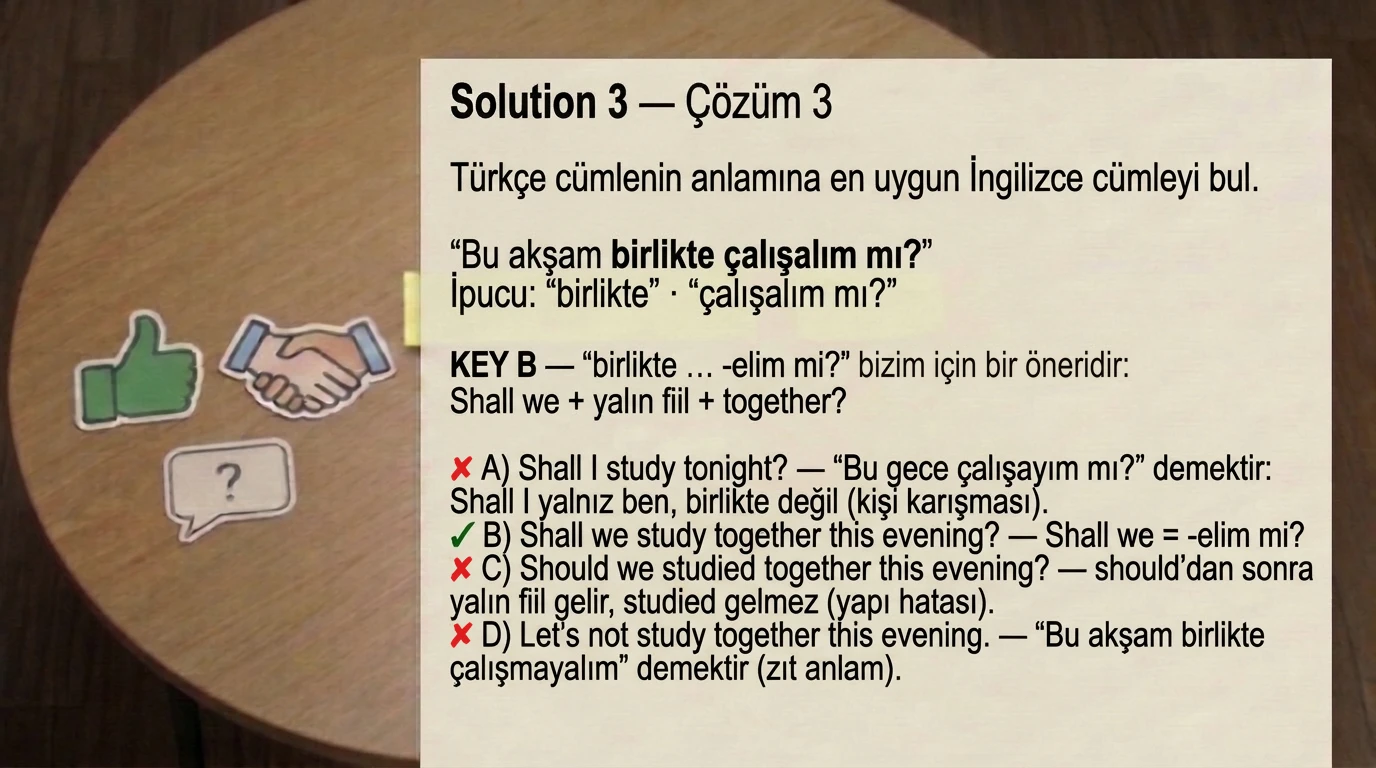 Solution 3 — Çözüm 3
Türkçe cümlenin anlamına en uygun İngilizce cümleyi bul.
“Bu akşam birlikte çalışalım mı?”
İpucu: “birlikte” · “çalışalım mı?”
KEY B — “birlikte … -elim mi?” bizim için bir öneridir:
Shall we + yalın fiil + together?
✘ A) Shall I study tonight? — “Bu gece çalışayım mı?” demektir:
Shall I yalnız ben, birlikte değil (kişi karışması).
✓ B) Shall we study together this evening? — Shall we = -elim mi?
✘ C) Should we studied together this evening? — should’dan sonra
yalın fiil gelir, studied gelmez (yapı hatası).
✘ D) Let’s not study together this evening. — “Bu akşam birlikte
çalışmayalım” demektir (zıt anlam).
?